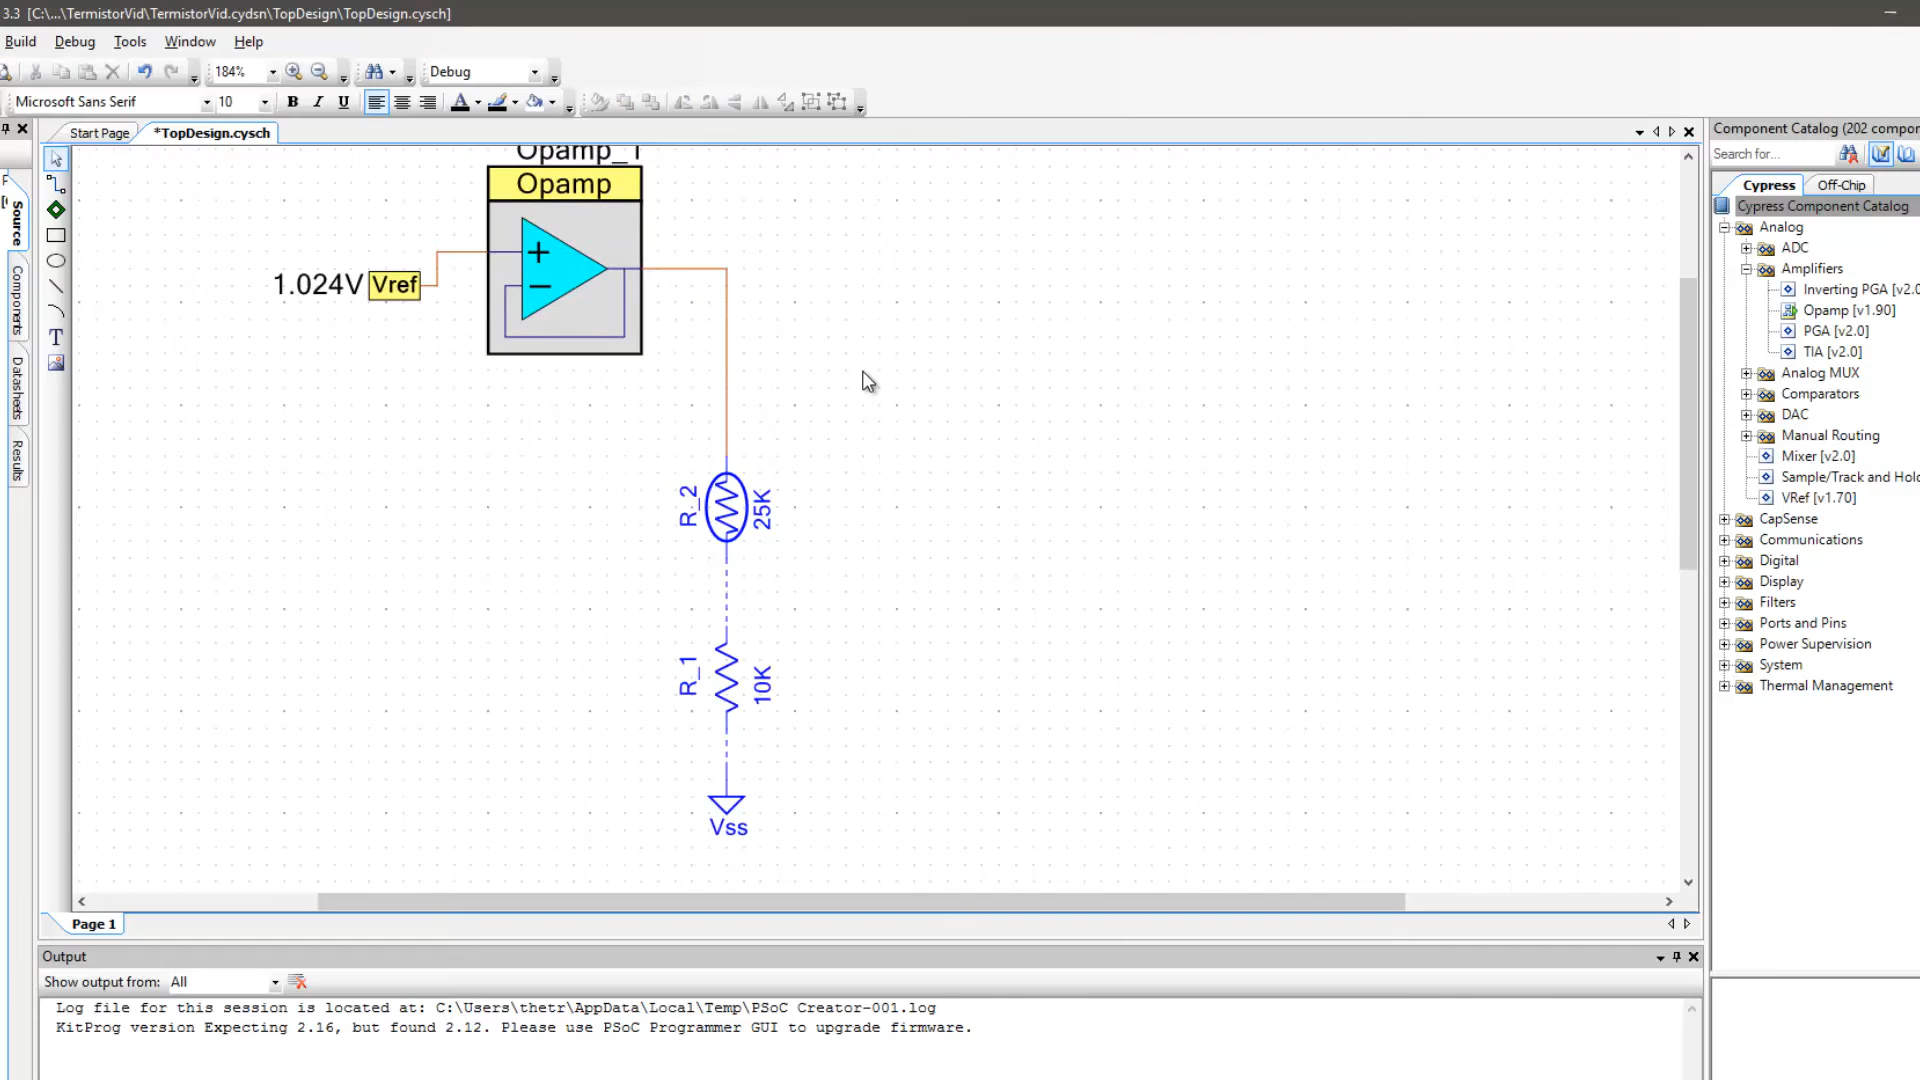 3.3 [C:\...\TermistorVid\TermistorVid.cydsn\TopDesign\TopDesign.cysch]
Build Debug Tools Window Help
184% Debug
Microsoft Sans Serif 10 B I U A
Start Page *TopDesign.cysch
Source
Components
Datasheets
Results
T
Opamp_1
Opamp
+
1.024V Vref
−
R_2 25K
R_1 10K
Vss
Page 1
Component Catalog (202 compor
Search for...
Cypress Off-Chip
Cypress Component Catalog
Analog
ADC
Amplifiers
Inverting PGA [v2.0
Opamp [v1.90]
PGA [v2.0]
TIA [v2.0]
Analog MUX
Comparators
DAC
Manual Routing
Mixer [v2.0]
Sample/Track and Hold
VRef [v1.70]
CapSense
Communications
Digital
Display
Filters
Ports and Pins
Power Supervision
System
Thermal Management
Output
Show output from: All
Log file for this session is located at: C:\Users\thetr\AppData\Local\Temp\PSoC Creator-001.log
KitProg version Expecting 2.16, but found 2.12. Please use PSoC Programmer GUI to upgrade firmware.